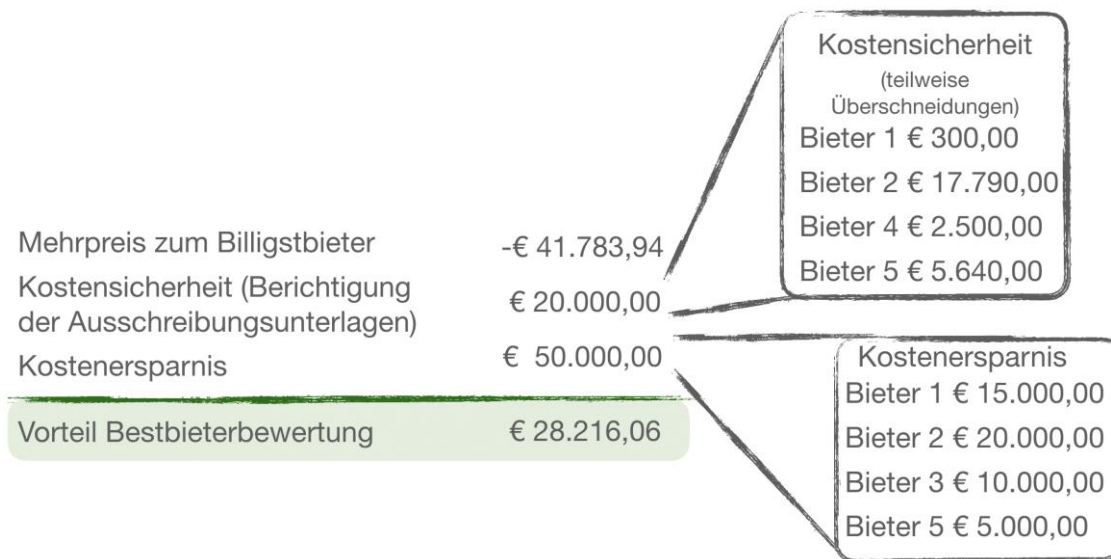 Kostensicherheit
(teilweise
Überschneidungen)
Bieter 1 € 300,00
Bieter 2 € 17.790,00
Bieter 4 € 2.500,00
Bieter 5 € 5.640,00
Mehrpreis zum Billigstbieter -€ 41.783,94
Kostensicherheit (Berichtigung
der Ausschreibungsunterlagen) € 20.000,00
Kostenersparnis € 50.000,00
Vorteil Bestbieterbewertung € 28.216,06
Kostenersparnis
Bieter 1 € 15.000,00
Bieter 2 € 20.000,00
Bieter 3 € 10.000,00
Bieter 5 € 5.000,00